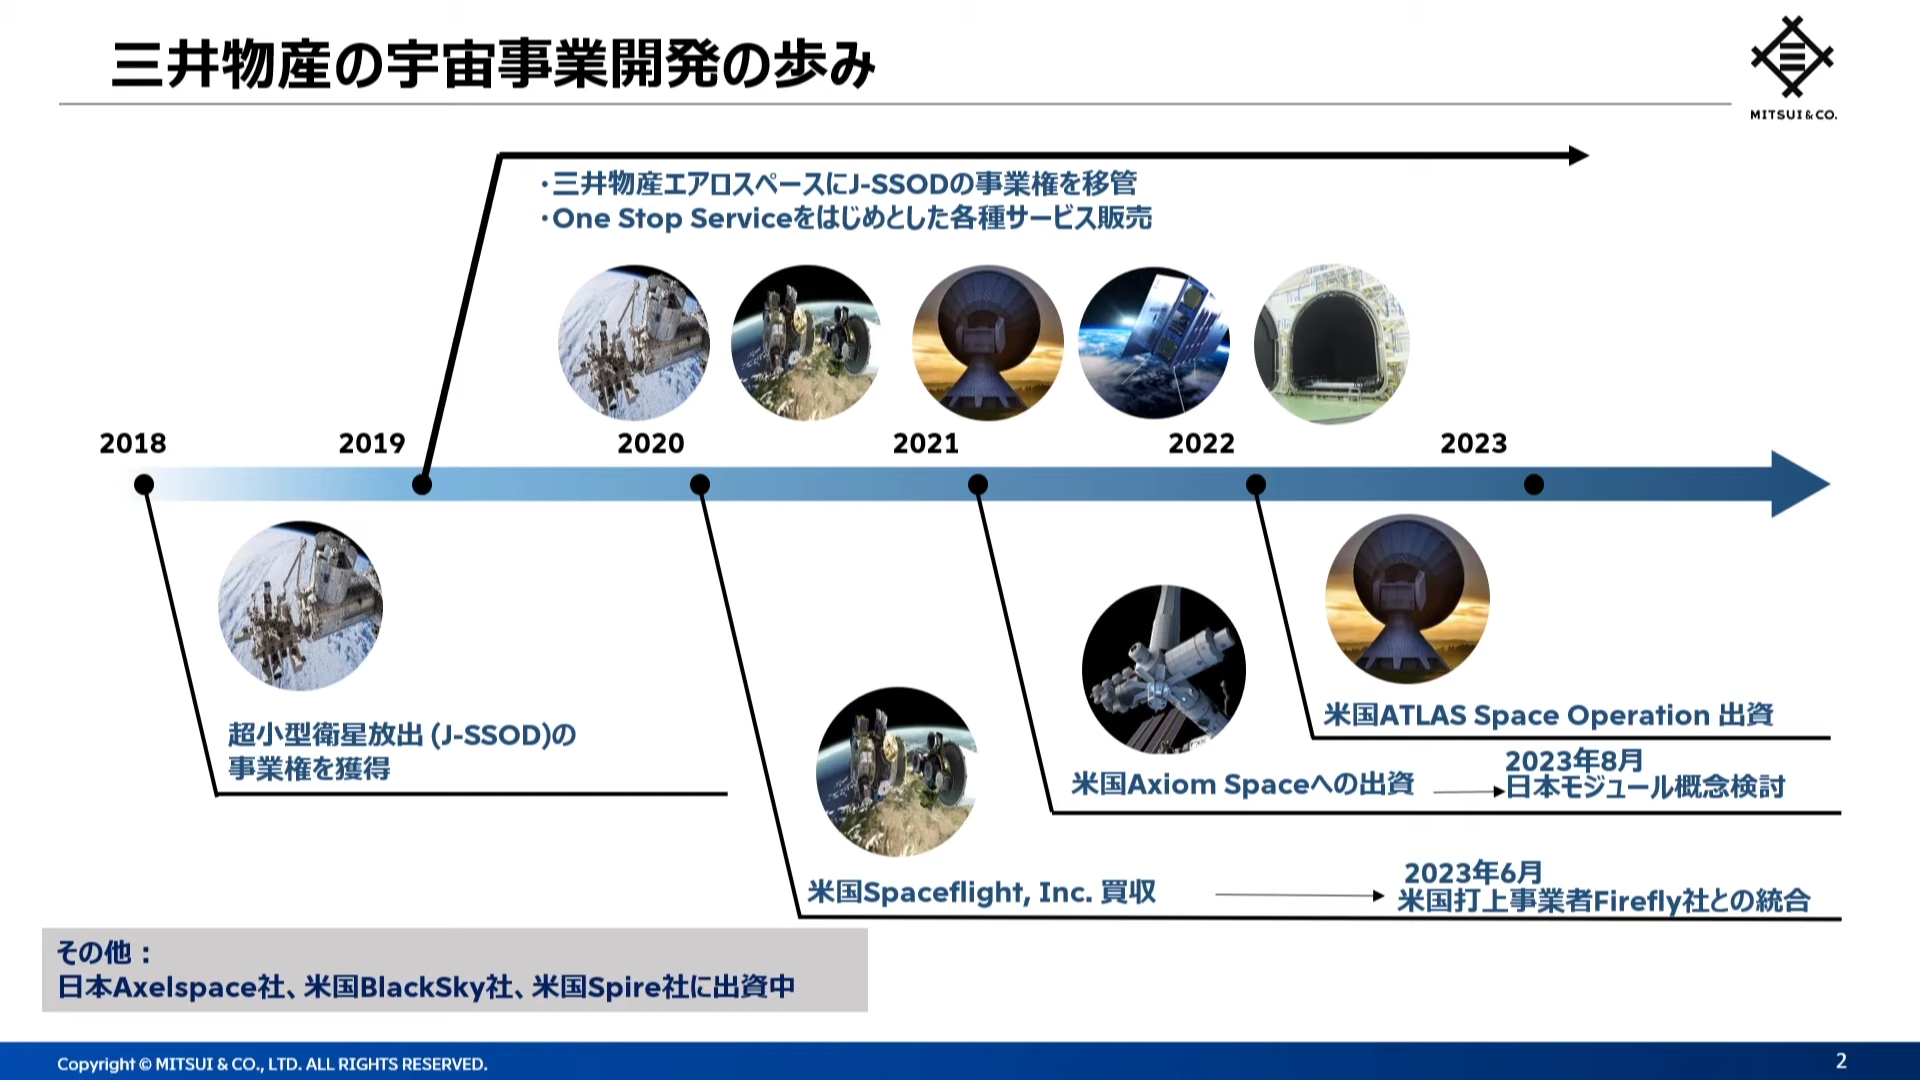 三井物産の宇宙事業開発の歩み
MITSUI & CO.
・三井物産エアロスペースにJ-SSODの事業権を移管
・One Stop Serviceをはじめとした各種サービス販売
2018
2019
2020
2021
2022
2023
超小型衛星放出 (J-SSOD)の
事業権を獲得
米国ATLAS Space Operation 出資
米国Axiom Spaceへの出資
2023年8月
日本モジュール概念検討
米国Spaceflight, Inc. 買収
2023年6月
米国打上事業者Firefly社との統合
その他：
日本Axelspace社、米国BlackSky社、米国Spire社に出資中
Copyright © MITSUI & CO., LTD. ALL RIGHTS RESERVED.
2